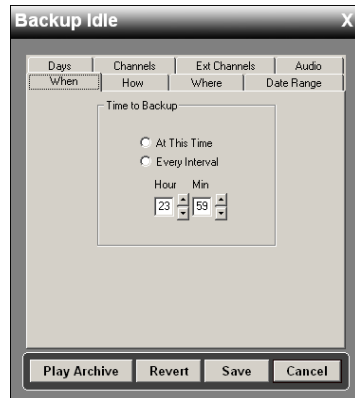 Backup Idle X
Days Channels Ext Channels Audio
When How Where Date Range
Time to Backup
At This Time
Every Interval
Hour Min
23 59
Play Archive Revert Save Cancel